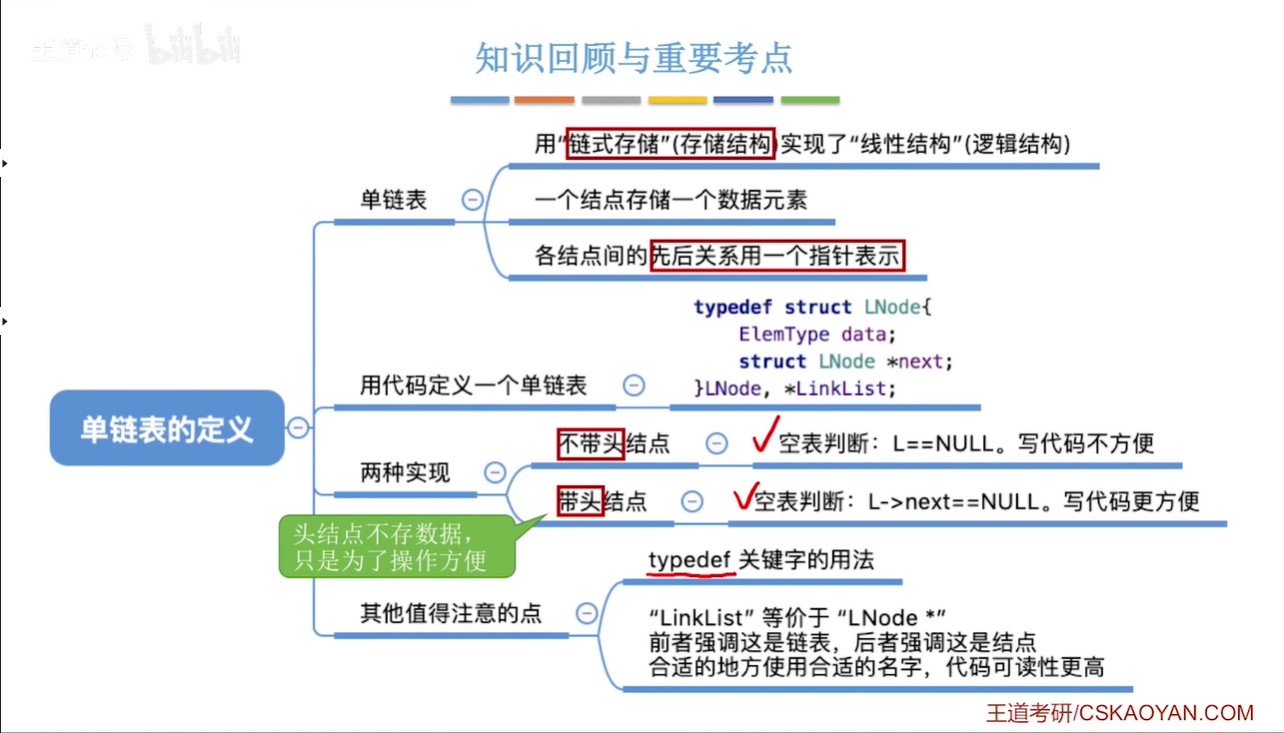 王道论坛 bilibili
知识回顾与重要考点
用“链式存储”(存储结构)实现了“线性结构”(逻辑结构)
单链表
一个结点存储一个数据元素
各结点间的先后关系用一个指针表示
typedef struct LNode{
ElemType data;
struct LNode *next;
}LNode, *LinkList;
用代码定义一个单链表
单链表的定义
两种实现
不带头结点
空表判断：L==NULL。写代码不方便
带头结点
空表判断：L->next==NULL。写代码更方便
头结点不存数据，
只是为了操作方便
typedef 关键字的用法
其他值得注意的点
“LinkList” 等价于 “LNode *”
前者强调这是链表，后者强调这是结点
合适的地方使用合适的名字，代码可读性更高
王道考研/CSKAOYAN.COM